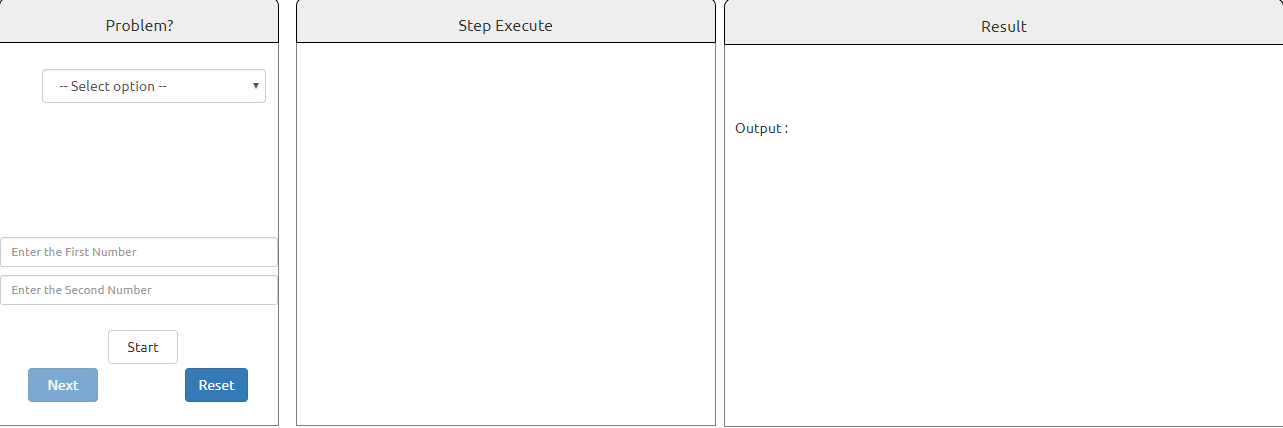 Problem?
-- Select option --
Enter the First Number
Enter the Second Number
Start
Next
Reset
Step Execute
Result
Output :